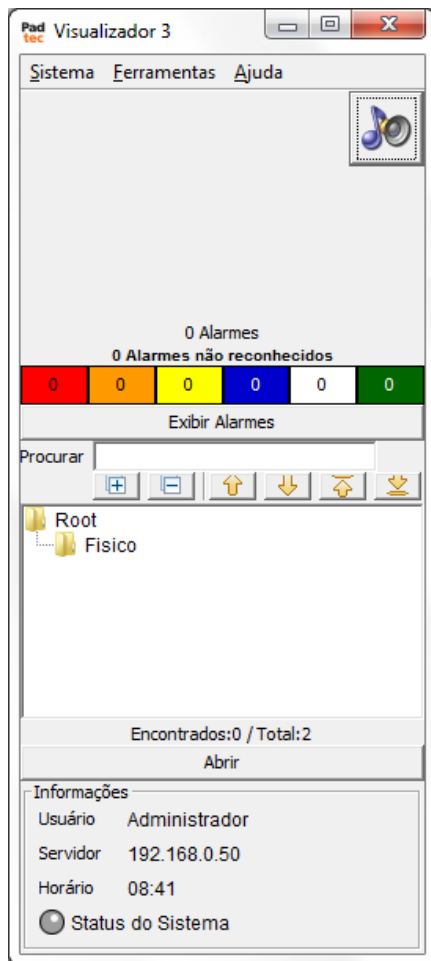 Pad tec Visualizador 3
Sistema Ferramentas Ajuda
0 Alarmes
0 Alarmes não reconhecidos
0 0 0 0 0 0
Exibir Alarmes
Procurar
Root
Fisico
Encontrados:0 / Total:2
Abrir
Informações
Usuário Administrador
Servidor 192.168.0.50
Horário 08:41
Status do Sistema